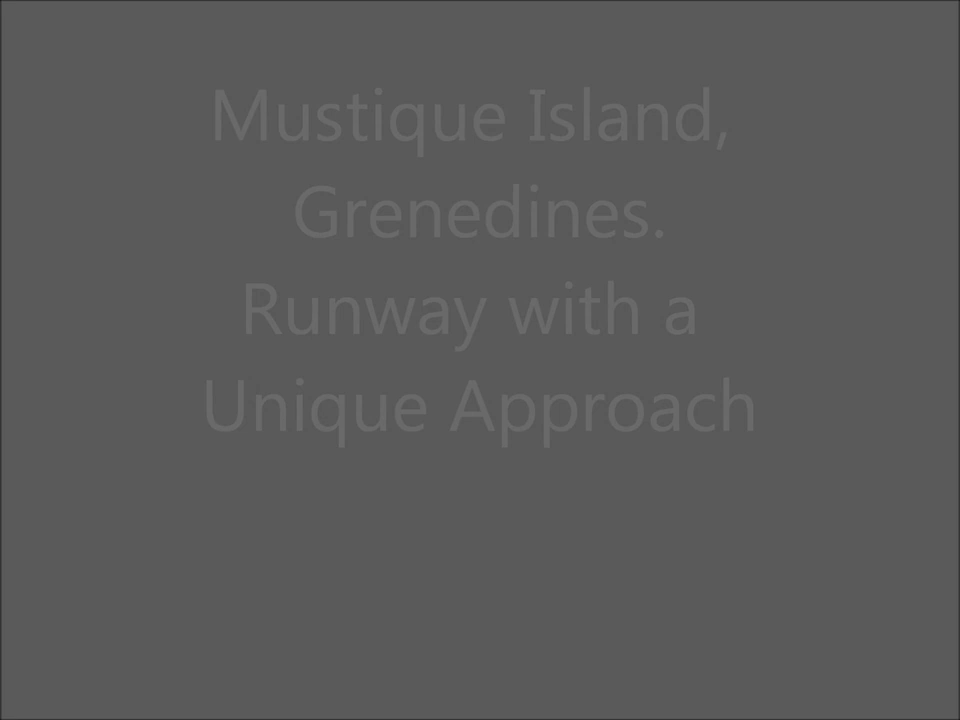 Mustique Island,
Grenedines.
Runway with a
Unique Approach